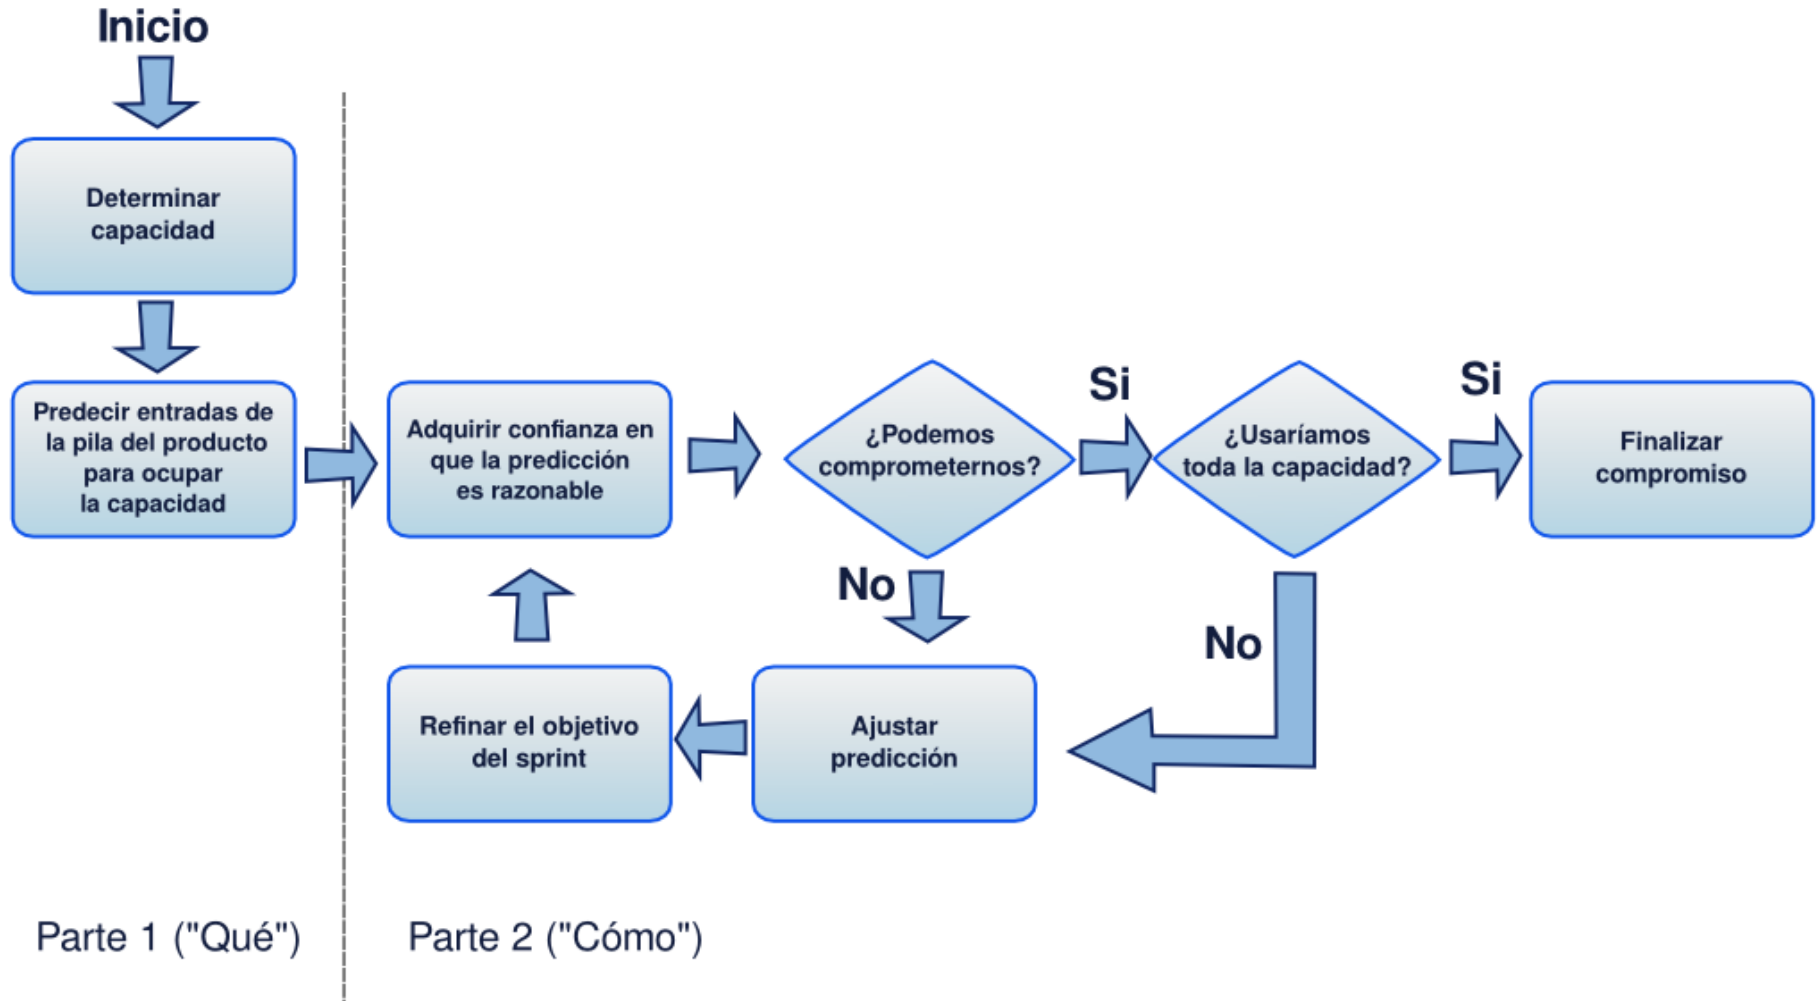 Inicio
Determinar
capacidad
Predecir entradas de
la pila del producto
para ocupar
la capacidad
Adquirir confianza en
que la predicción
es razonable
¿Podemos
comprometernos?
Si
¿Usaríamos
toda la capacidad?
Si
Finalizar
compromiso
No
No
Ajustar
predicción
Refinar el objetivo
del sprint
Parte 1 ("Qué")
Parte 2 ("Cómo")